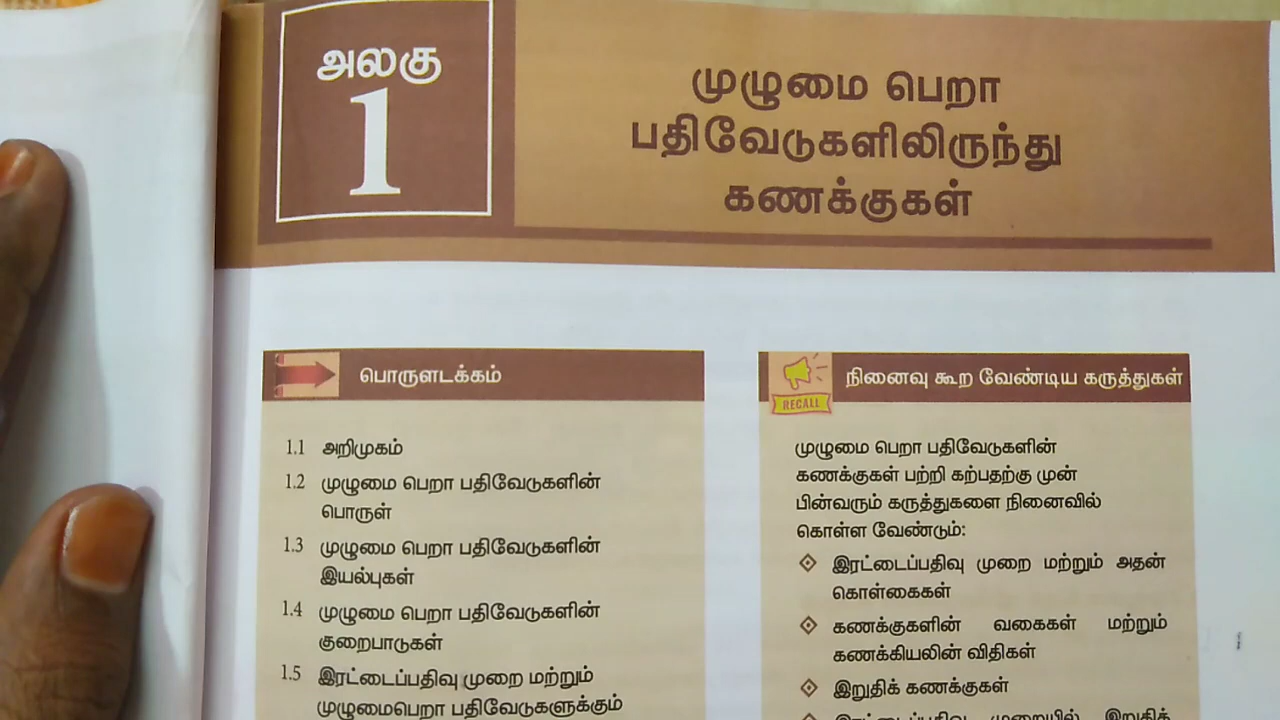 அலகு
1
முழுமை பெறா
பதிவேடுகளிலிருந்து
கணக்குகள்
பொருளடக்கம்
1.1 அறிமுகம்
1.2 முழுமை பெறா பதிவேடுகளின்
பொருள்
1.3 முழுமை பெறா பதிவேடுகளின்
இயல்புகள்
1.4 முழுமை பெறா பதிவேடுகளின்
குறைபாடுகள்
1.5 இரட்டைப்பதிவு முறை மற்றும்
முழுமைபெறா பதிவேடுகளுக்கும்
RECALL
நினைவு கூற வேண்டிய கருத்துகள்
முழுமை பெறா பதிவேடுகளின்
கணக்குகள் பற்றி கற்பதற்கு முன்
பின்வரும் கருத்துகளை நினைவில்
கொள்ள வேண்டும்:
இரட்டைப்பதிவு முறை மற்றும் அதன்
கொள்கைகள்
கணக்குகளின் வகைகள் மற்றும்
கணக்கியலின் விதிகள்
இறுதிக் கணக்குகள்